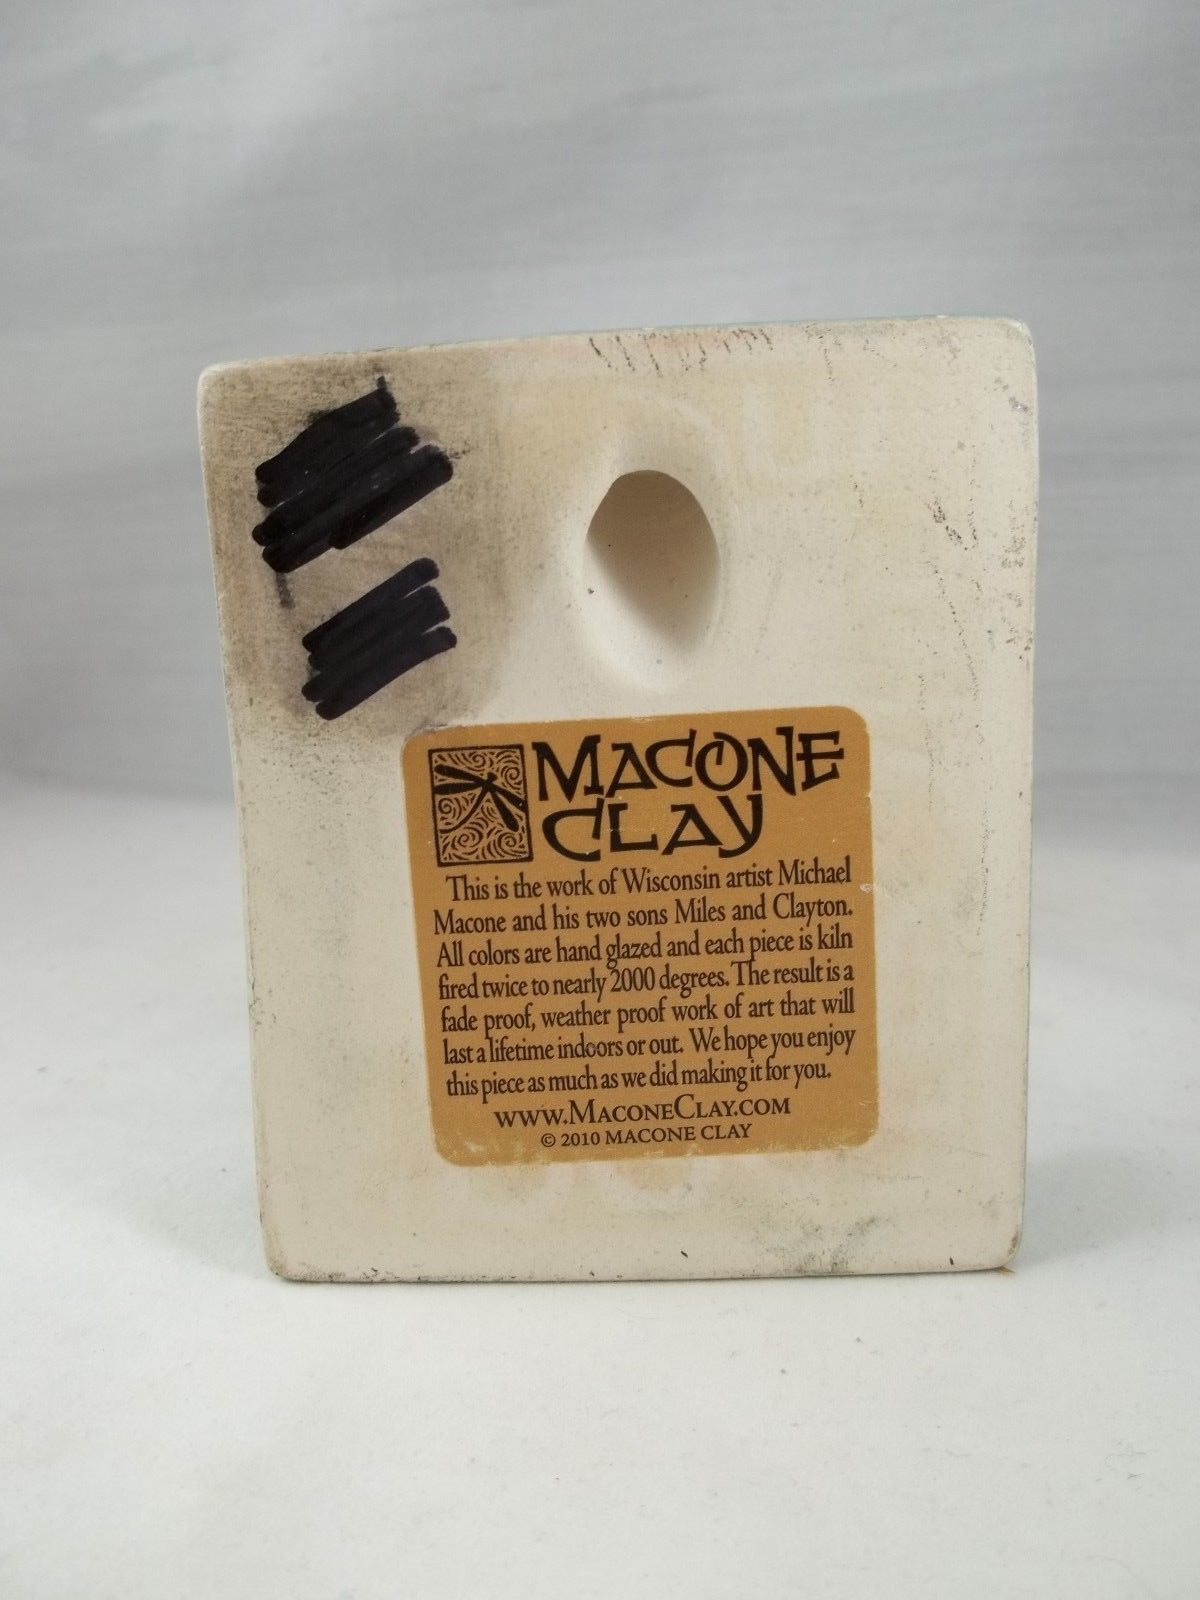 MACONE
CLAY
This is the work of Wisconsin artist Michael
Macone and his two sons Miles and Clayton.
All colors are hand glazed and each piece is kiln
fired twice to nearly 2000 degrees. The result is a
fade proof, weather proof work of art that will
last a lifetime indoors or out. We hope you enjoy
this piece as much as we did making it for you.
WWW.MACONECLAY.COM
© 2010 MACONE CLAY